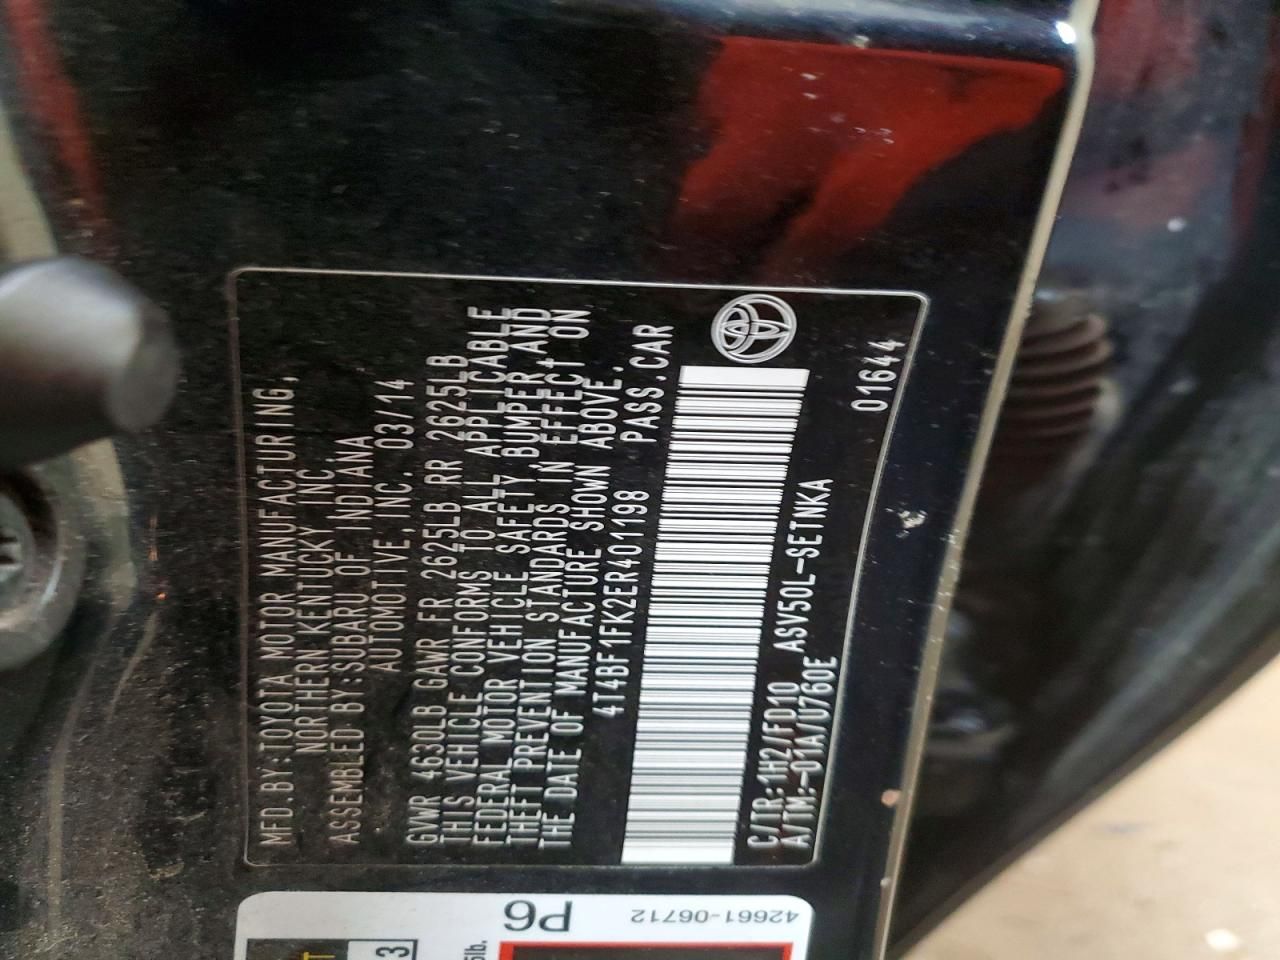 MFD.BY:TOYOTA MOTOR MANUFACTURING,
NORTHERN KENTUCKY INC.
ASSEMBLED BY:SUBARU OF INDIANA
AUTOMOTIVE, INC. 03/14
GVWR 4630LB GAWR FR 2625LB RR 2625LB
THIS VEHICLE CONFORMS TO ALL APPLICABLE
FEDERAL MOTOR VEHICLE SAFETY, BUMPER AND
THEFT PREVENTION STANDARDS IN EFFECT ON
THE DATE OF MANUFACTURE SHOWN ABOVE.
4T4BF1FK2ER401198 PASS.CAR
C/TR:1H2/FD10 ASV50L-SETNKA
A/TM:-01A/U760E
01644
42661-06712
P6
5lb.
3